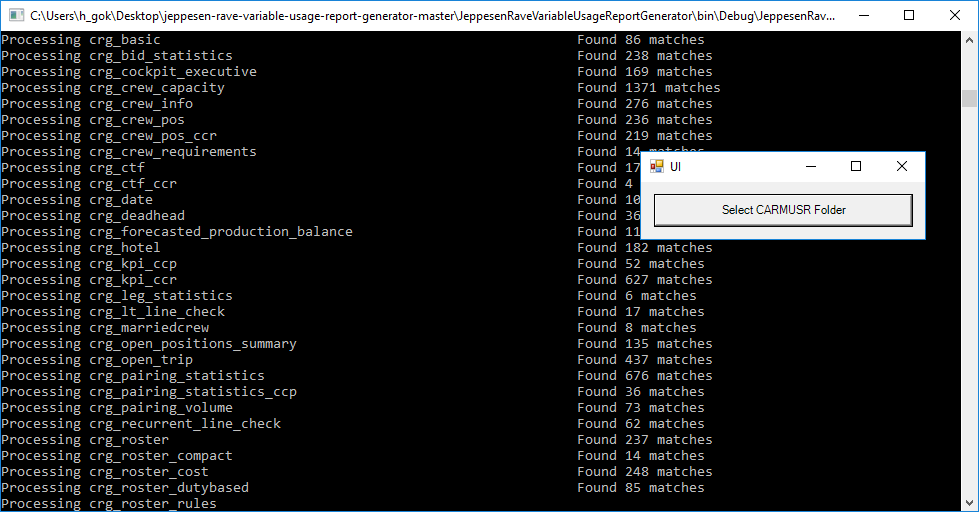 C:\Users\h_gok\Desktop\jeppesen-rave-variable-usage-report-generator-master\JeppesenRaveVariableUsageReportGenerator\bin\Debug\JeppesenRav...
Processing crg_basic Found 86 matches
Processing crg_bid_statistics Found 238 matches
Processing crg_cockpit_executive Found 169 matches
Processing crg_crew_capacity Found 1371 matches
Processing crg_crew_info Found 276 matches
Processing crg_crew_pos Found 236 matches
Processing crg_crew_pos_ccr Found 219 matches
Processing crg_crew_requirements Found 14 matches
Processing crg_ctf Found 17
Processing crg_ctf_ccr Found 4
Processing crg_date Found 10
Processing crg_deadhead Found 36
Processing crg_forecasted_production_balance Found 11
Processing crg_hotel Found 182 matches
Processing crg_kpi_ccp Found 52 matches
Processing crg_kpi_ccr Found 627 matches
Processing crg_leg_statistics Found 6 matches
Processing crg_lt_line_check Found 17 matches
Processing crg_marriedcrew Found 8 matches
Processing crg_open_positions_summary Found 135 matches
Processing crg_open_trip Found 437 matches
Processing crg_pairing_statistics Found 676 matches
Processing crg_pairing_statistics_ccp Found 36 matches
Processing crg_pairing_volume Found 73 matches
Processing crg_recurrent_line_check Found 62 matches
Processing crg_roster Found 237 matches
Processing crg_roster_compact Found 14 matches
Processing crg_roster_cost Found 248 matches
Processing crg_roster_dutybased Found 85 matches
Processing crg_roster_rules
UI
Select CARMUSR Folder